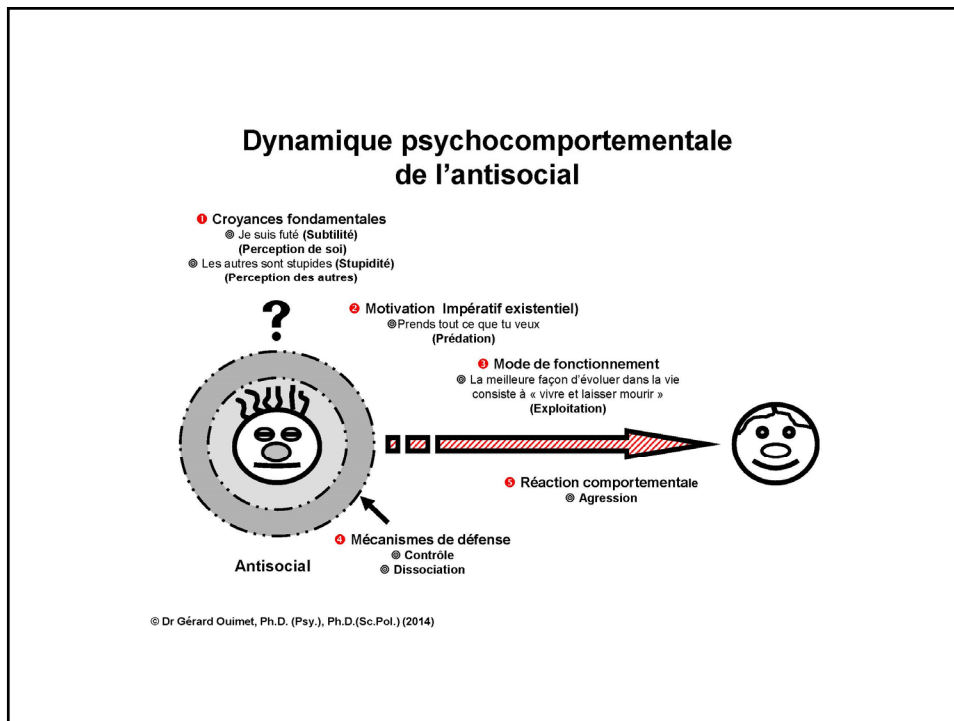 Dynamique psychocomportementale
de l'antisocial
❶ Croyances fondamentales
◎ Je suis futé (Subtilité)
(Perception de soi)
◎ Les autres sont stupides (Stupidité)
(Perception des autres)
?
❷ Motivation Impératif existentiel)
◎Prends tout ce que tu veux
(Prédation)
❸ Mode de fonctionnement
◎ La meilleure façon d'évoluer dans la vie
consiste à « vivre et laisser mourir »
(Exploitation)
❺ Réaction comportementale
◎ Agression
❹ Mécanismes de défense
◎ Contrôle
◎ Dissociation
Antisocial
© Dr Gérard Ouimet, Ph.D. (Psy.), Ph.D.(Sc.Pol.) (2014)